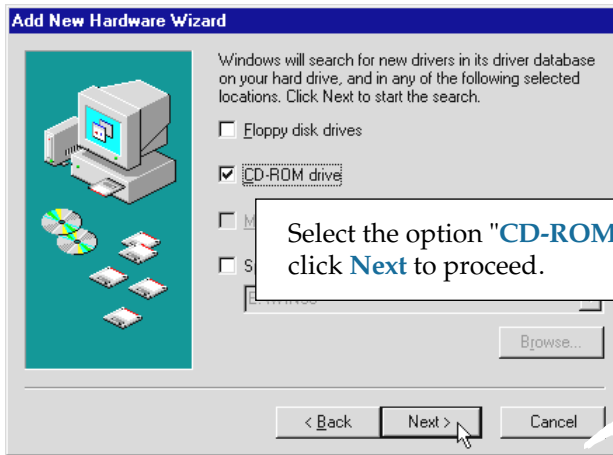 Add New Hardware Wizard
Windows will search for new drivers in its driver database
on your hard drive, and in any of the following selected
locations. Click Next to start the search.
Floppy disk drives
CD-ROM drive
Select the option "CD-ROM
click Next to proceed.
Browse...
< Back
Next >
Cancel